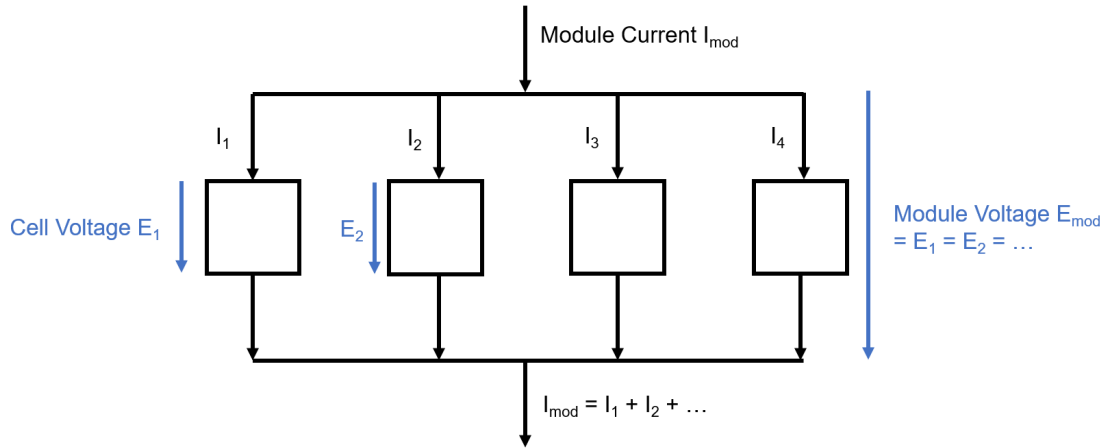 Module Current Imod
I1
I2
I3
I4
Cell Voltage E1
E2
Module Voltage Emod
= E1 = E2 = …
Imod = I1 + I2 + …